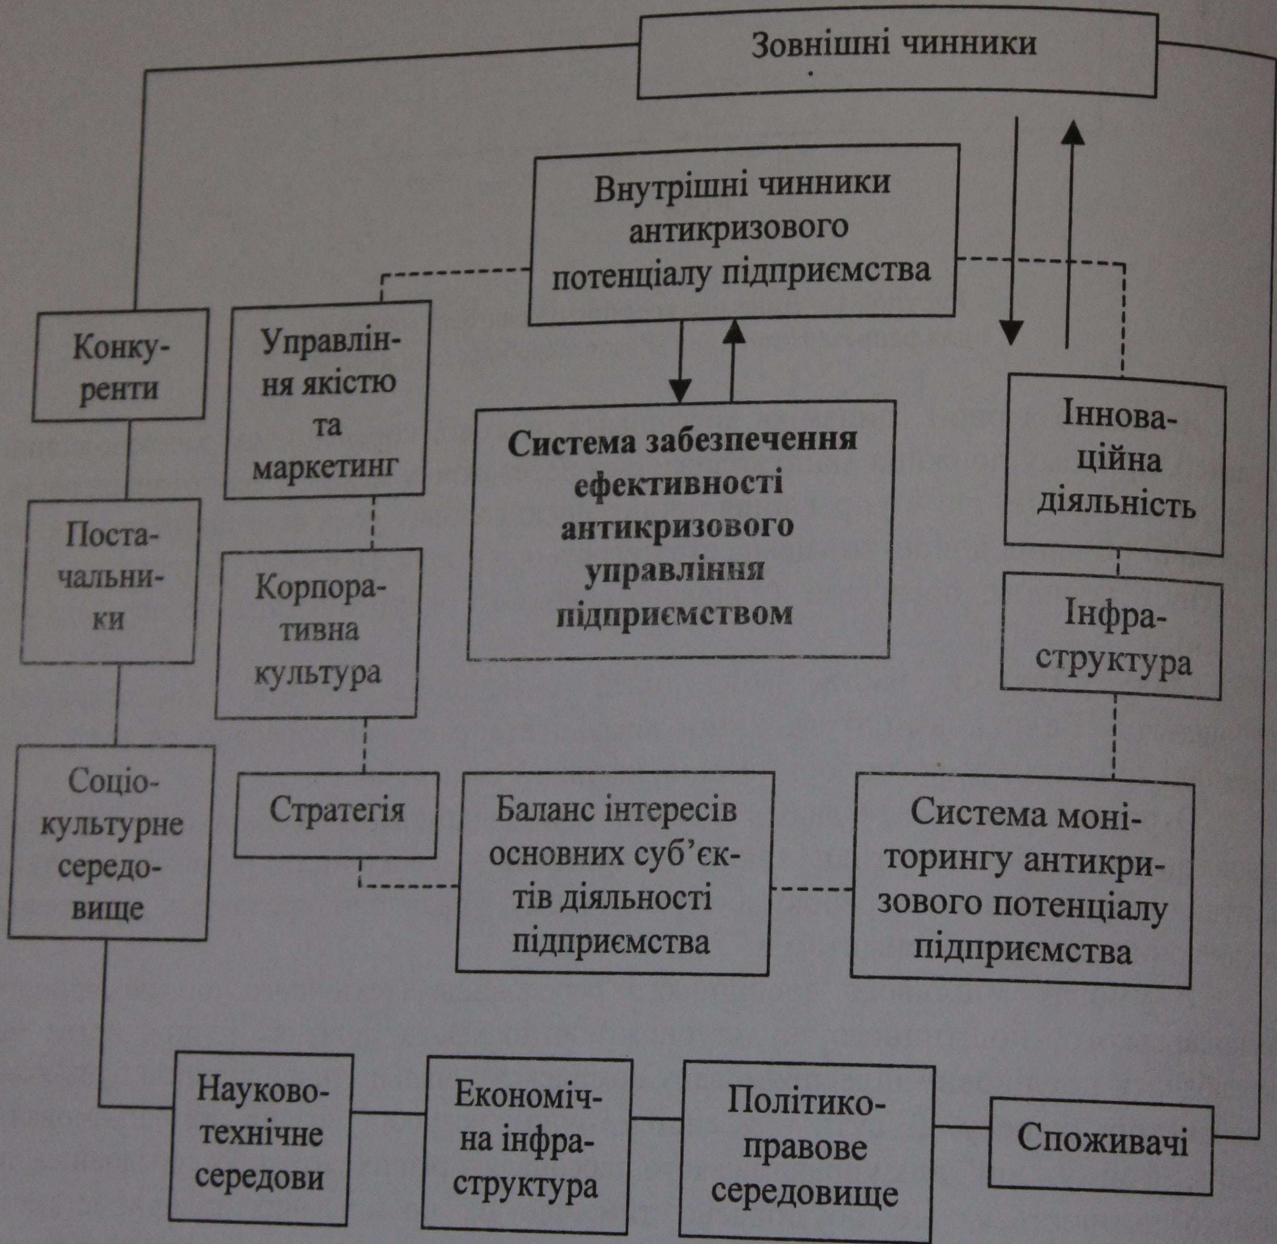 Зовнішні чинники
Внутрішні чинники
антикризового
потенціалу підприємства
Конку-
ренти
Управлін-
ня якістю
та
маркетинг
Система забезпечення
ефективності
антикризового
управління
підприємством
Іннова-
ційна
діяльність
Поста-
чальни-
ки
Корпора-
тивна
культура
Інфра-
структура
Соціо-
культурне
середо-
вище
Стратегія
Баланс інтересів
основних суб’єк-
тів діяльності
підприємства
Система моні-
торингу антикри-
зового потенціалу
підприємства
Науково-
технічне
середови
Економіч-
на інфра-
структура
Політико-
правове
середовище
Споживачі